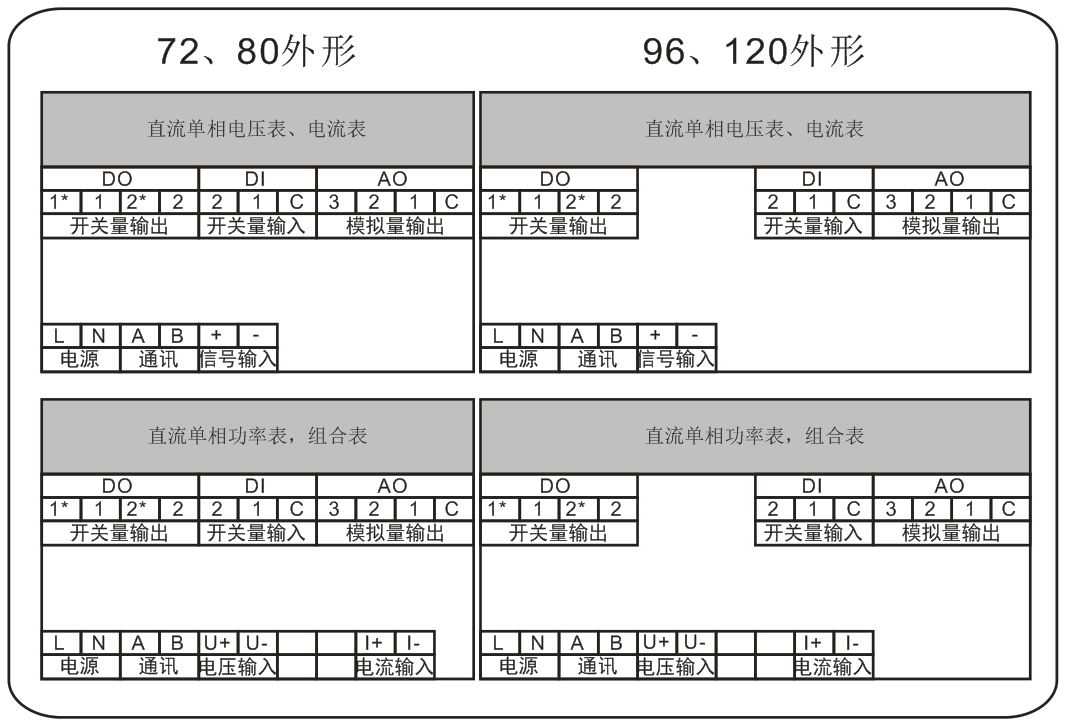 72、80外形 96、120外形
直流单相电压表、电流表 直流单相电压表、电流表
DO DI AO DO DI AO
1* 1 2* 2 2 1 C 3 2 1 C 1* 1 2* 2 2 1 C 3 2 1 C
开关量输出 开关量输入 模拟量输出 开关量输出 开关量输入 模拟量输出
L N A B + - L N A B + -
电源 通讯 信号输入 电源 通讯 信号输入
直流单相功率表，组合表 直流单相功率表，组合表
DO DI AO DO DI AO
1* 1 2* 2 2 1 C 3 2 1 C 1* 1 2* 2 2 1 C 3 2 1 C
开关量输出 开关量输入 模拟量输出 开关量输出 开关量输入 模拟量输出
L N A B U+ U- I+ I- L N A B U+ U- I+ I-
电源 通讯 电压输入 电流输入 电源 通讯 电压输入 电流输入